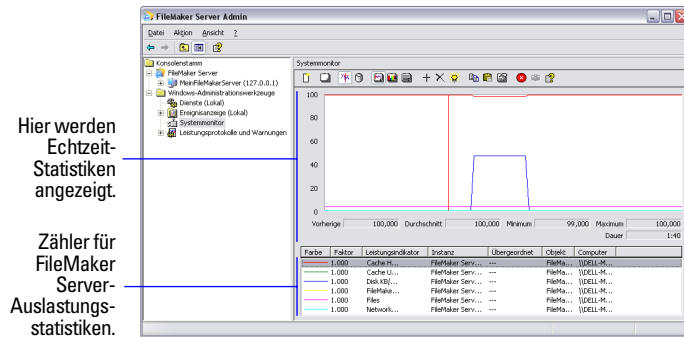 FileMaker Server Admin
Datei Aktion Ansicht ?
Konsolenstamm
FileMaker Server
MeinFileMakerServer (127.0.0.1)
Windows-Administrationswerkzeuge
Dienste (Lokal)
Ereignisanzeige (Lokal)
Systemmonitor
Leistungsprotokolle und Warnungen
Systemmonitor
100
80
60
40
20
0
Vorherige 100,000 Durchschnitt 100,000 Minimum 99,000 Maximum 100,000
Dauer 1:40
Farbe Faktor Leistungsindikator Instanz Übergeordnet Objekt Computer
1.000 Cache H... FileMaker Serv... --- FileMa... \\DELL-M...
1.000 Cache U... FileMaker Serv... --- FileMa... \\DELL-M...
1.000 Disk KB/... FileMaker Serv... --- FileMa... \\DELL-M...
1.000 FileMake... FileMaker Serv... --- FileMa... \\DELL-M...
1.000 Files FileMaker Serv... --- FileMa... \\DELL-M...
1.000 Network... FileMaker Serv... --- FileMa... \\DELL-M...
Hier werden
Echtzeit-
Statistiken
angezeigt.
Zähler für
FileMaker
Server-
Auslastungs-
statistiken.